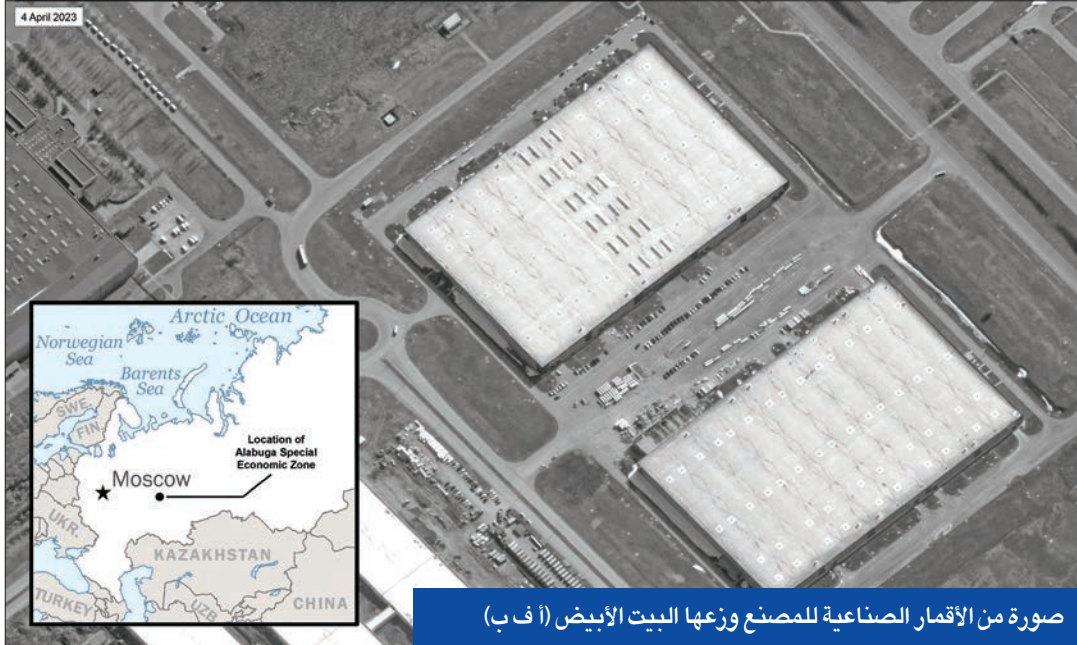 4 April 2023
Arctic Ocean
Norwegian
Sea
Barents
Sea
SWE.
FIN.
Location of
Alabuga Special
Economic Zone
Moscow
UKR.
KAZAKHSTAN
TURKEY
UZB.
CHINA
صورة من الأقمار الصناعية للمصنع وزعها البيت الأبيض (أ ف ب)